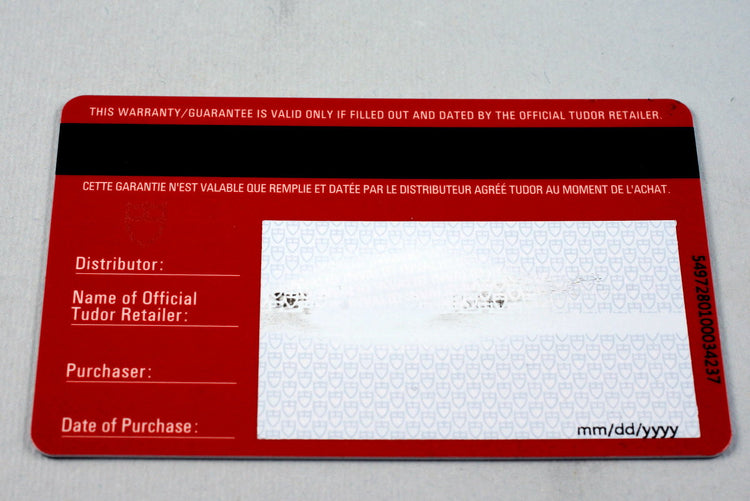 THIS WARRANTY/GUARANTEE IS VALID ONLY IF FILLED OUT AND DATED BY THE OFFICIAL TUDOR RETAILER.
CETTE GARANTIE N'EST VALABLE QUE REMPLIE ET DATÉE PAR LE DISTRIBUTEUR AGRÉÉ TUDOR AU MOMENT DE L'ACHAT.
Distributor:
Name of Official
Tudor Retailer:
Purchaser:
Date of Purchase:
mm/dd/yyyy
5497280100034237